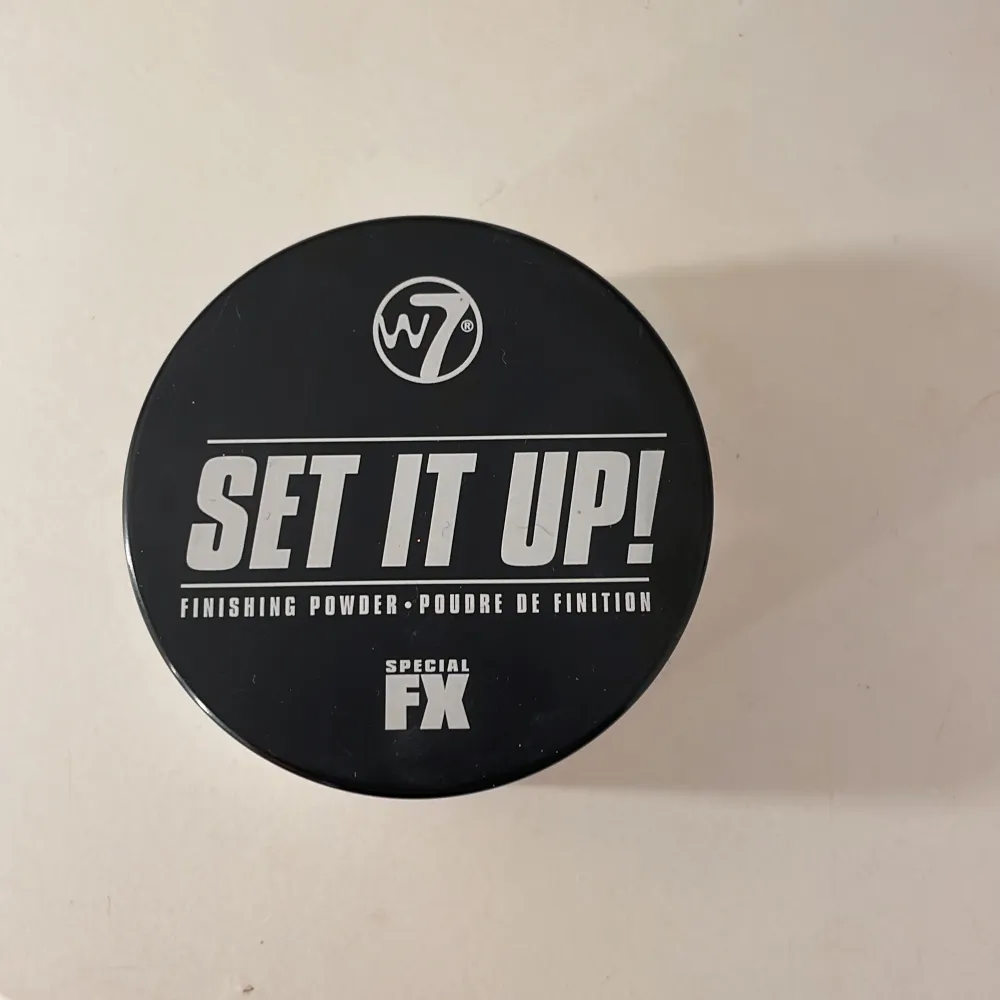 W7®
SET IT UP!
FINISHING POWDER • POUDRE DE FINITION
SPECIAL
FX